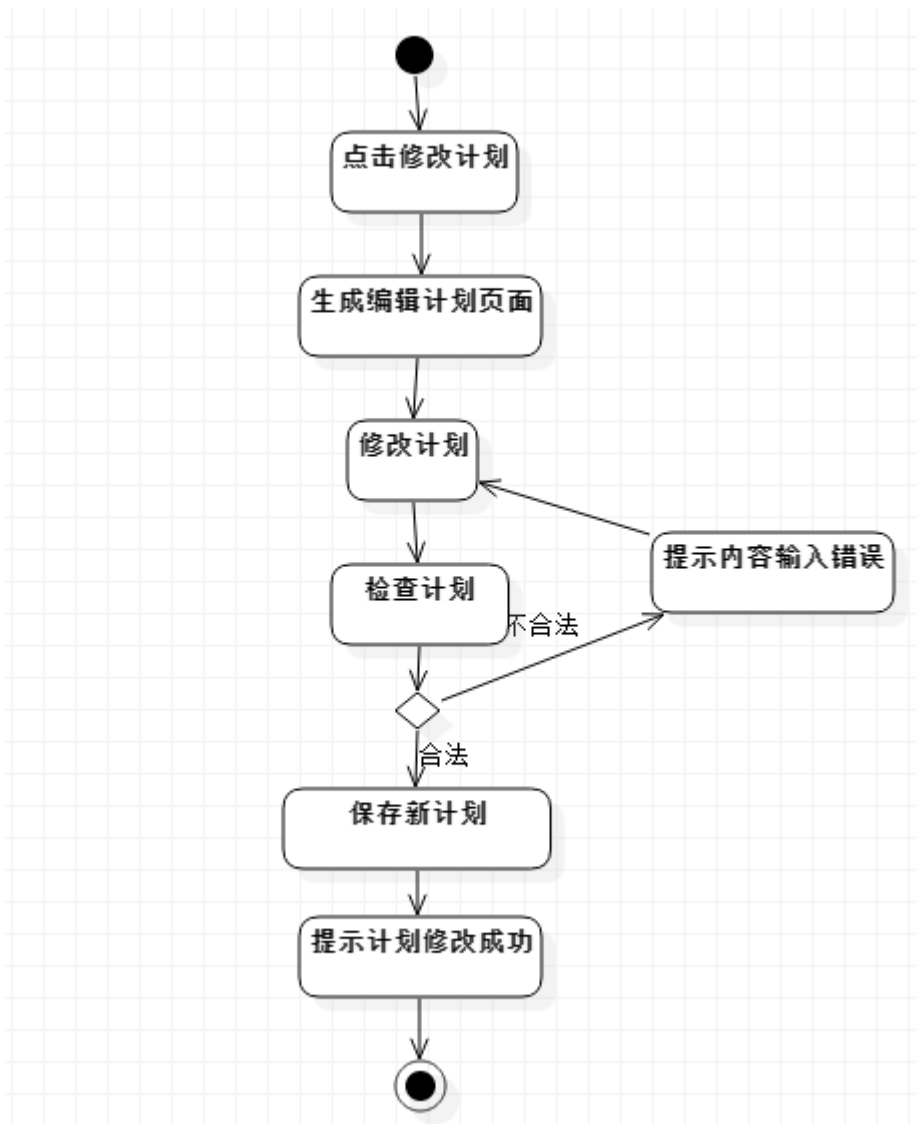 点击修改计划
生成编辑计划页面
修改计划
提示内容输入错误
检查计划
不合法
合法
保存新计划
提示计划修改成功